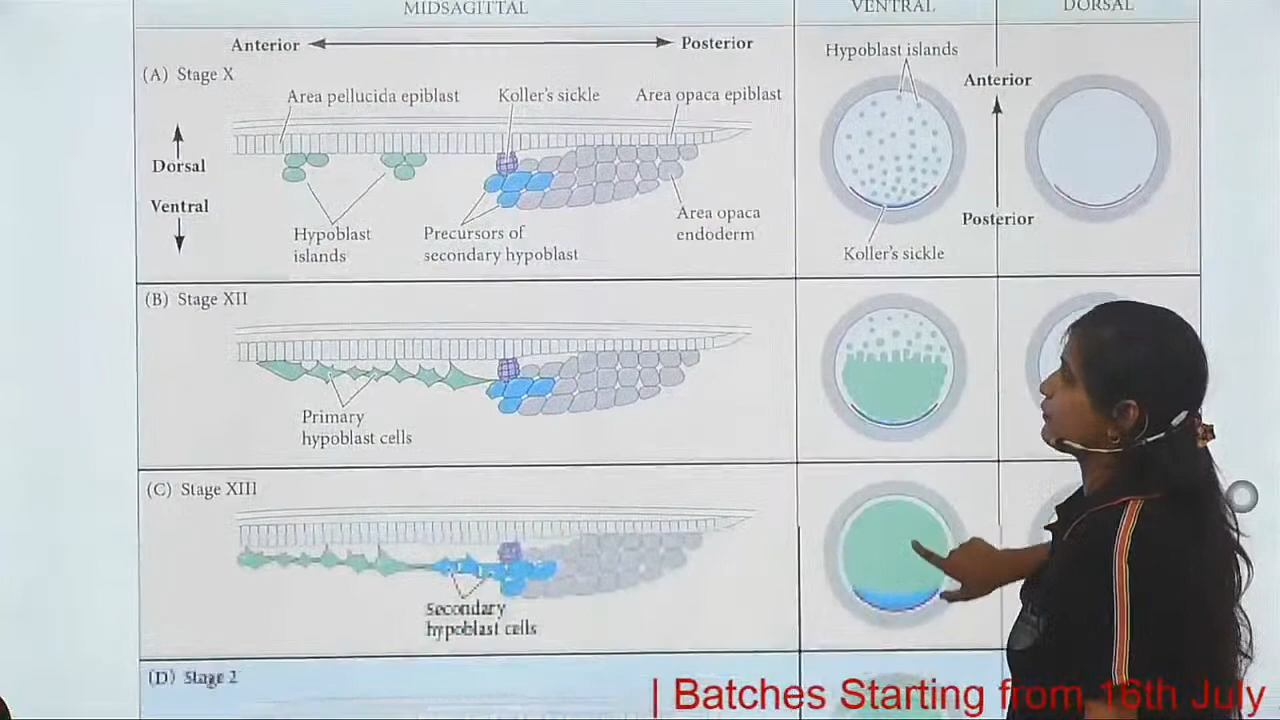 MIDSAGITTAL
VENTRAL
DORSAL
Anterior
Posterior
(A) Stage X
Area pellucida epiblast
Koller's sickle
Area opaca epiblast
Dorsal
Ventral
Hypoblast
islands
Precursors of
secondary hypoblast
Area opaca
endoderm
Hypoblast islands
Koller's sickle
Anterior
Posterior
(B) Stage XII
Primary
hypoblast cells
(C) Stage XIII
Secondary
hypoblast cells
(D) Stage 2
| Batches Starting from 16th July